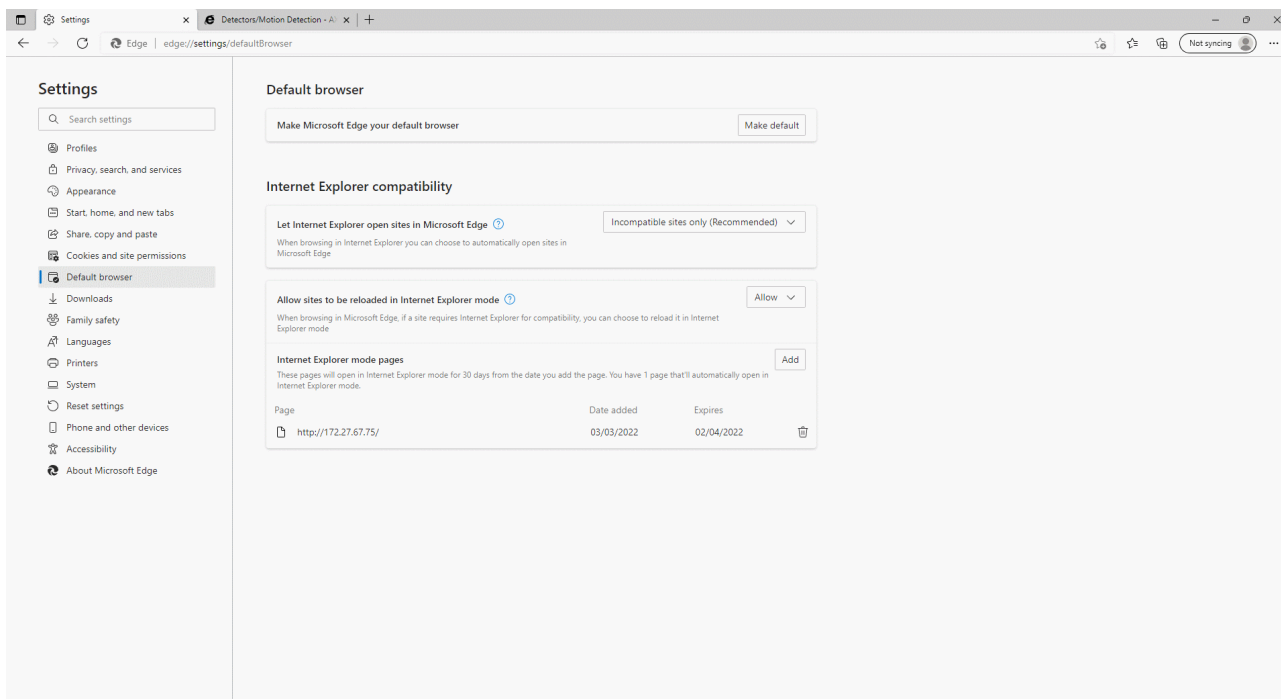 Settings
Detectors/Motion Detection - A
Edge | edge://settings/defaultBrowser
Not syncing
Settings
Search settings
Profiles
Privacy, search, and services
Appearance
Start, home, and new tabs
Share, copy and paste
Cookies and site permissions
Default browser
Downloads
Family safety
Languages
Printers
System
Reset settings
Phone and other devices
Accessibility
About Microsoft Edge
Default browser
Make Microsoft Edge your default browser
Make default
Internet Explorer compatibility
Let Internet Explorer open sites in Microsoft Edge
Incompatible sites only (Recommended)
When browsing in Internet Explorer you can choose to automatically open sites in
Microsoft Edge
Allow sites to be reloaded in Internet Explorer mode
Allow
When browsing in Microsoft Edge, if a site requires Internet Explorer for compatibility, you can choose to reload it in Internet
Explorer mode
Internet Explorer mode pages
Add
These pages will open in Internet Explorer mode for 30 days from the date you add the page. You have 1 page that'll automatically open in
Internet Explorer mode.
Page Date added Expires
http://172.27.67.75/ 03/03/2022 02/04/2022